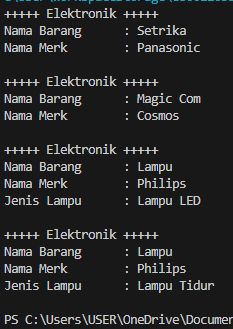 +++++ Elektronik +++++
Nama Barang : Setrika
Nama Merk : Panasonic
+++++ Elektronik +++++
Nama Barang : Magic Com
Nama Merk : Cosmos
+++++ Elektronik +++++
Nama Barang : Lampu
Nama Merk : Philips
Jenis Lampu : Lampu LED
+++++ Elektronik +++++
Nama Barang : Lampu
Nama Merk : Philips
Jenis Lampu : Lampu Tidur
PS C:\Users\USER\OneDrive\Documen